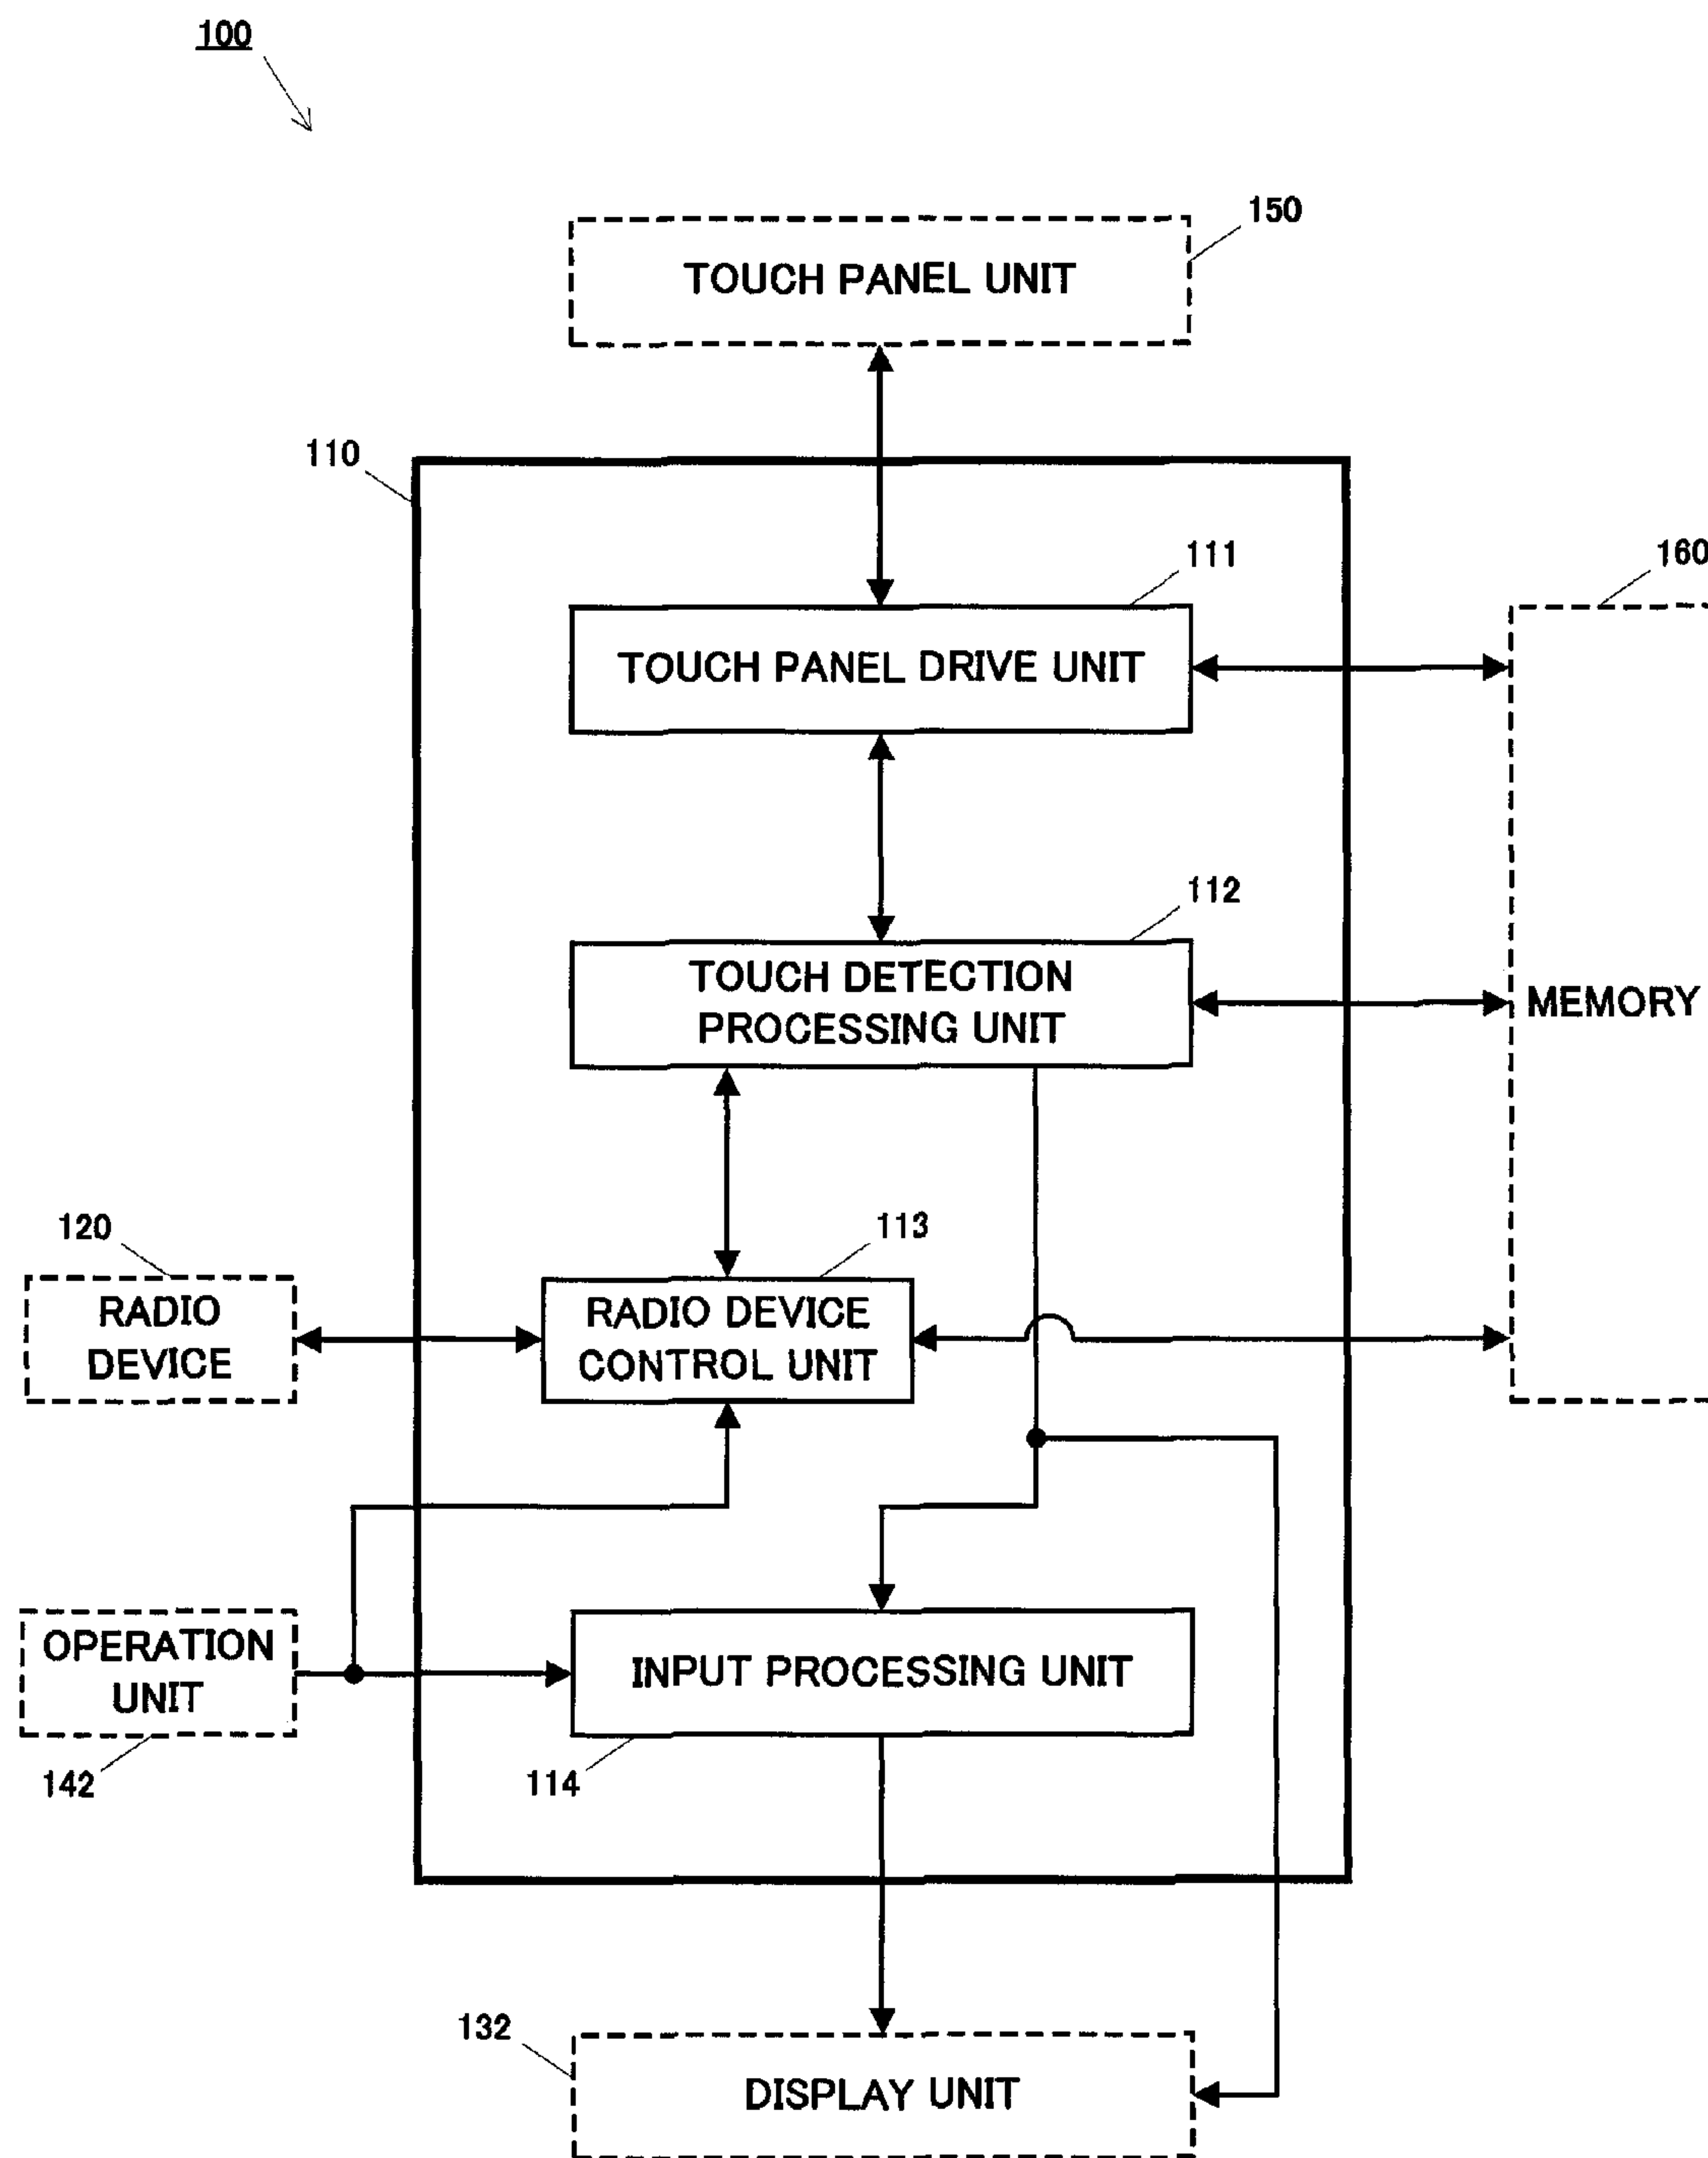 100
150
TOUCH PANEL UNIT
110
111
160
TOUCH PANEL DRIVE UNIT
112
TOUCH DETECTION
PROCESSING UNIT
MEMORY
120
113
RADIO
DEVICE
RADIO DEVICE
CONTROL UNIT
OPERATION
UNIT
INPUT PROCESSING UNIT
142
114
132
DISPLAY UNIT